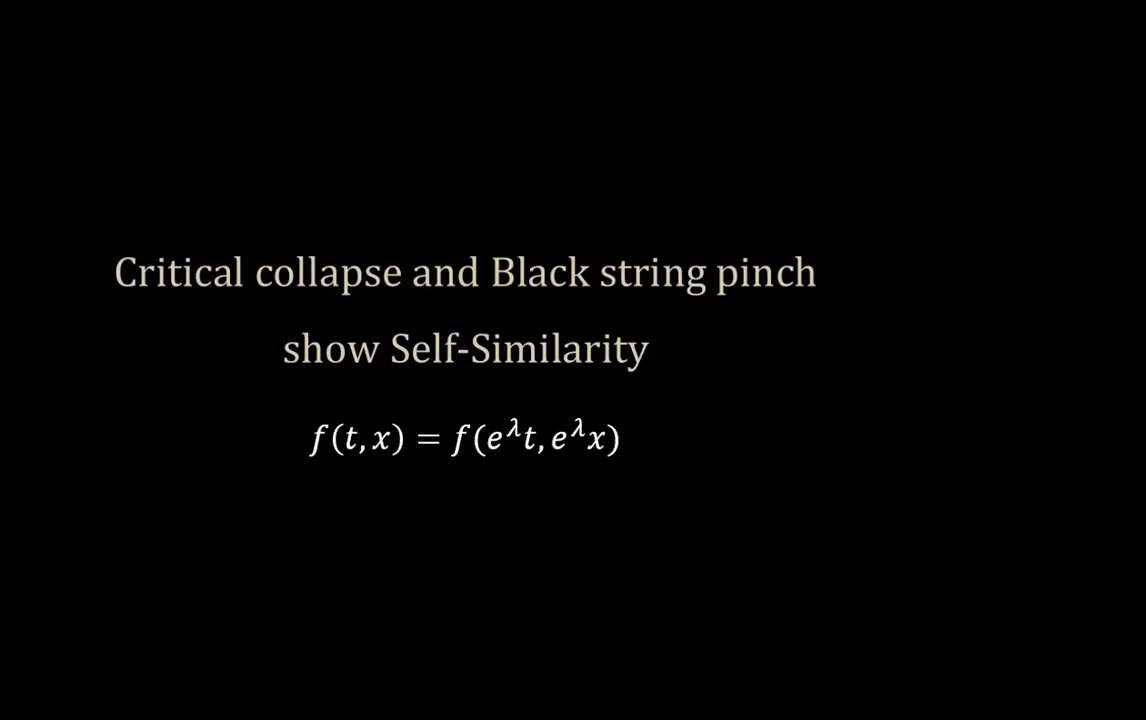 Critical collapse and Black string pinch
show Self-Similarity
f(t, x) = f(e^λ t, e^λ x)